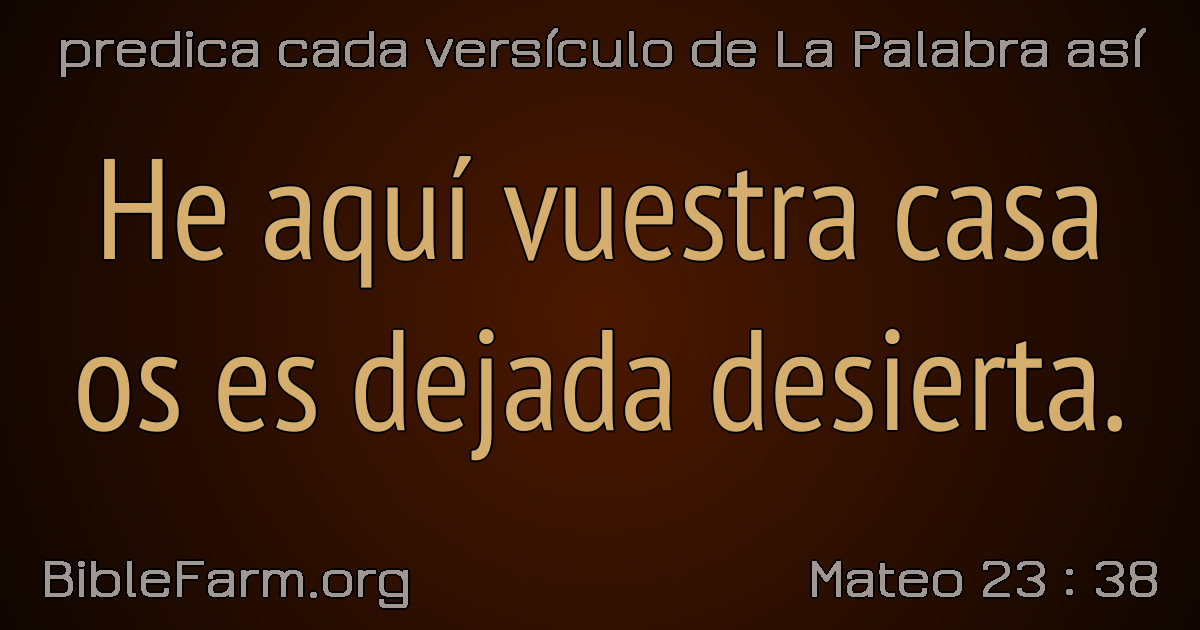 predica cada versículo de La Palabra así
He aquí vuestra casa
os es dejada desierta.
BibleFarm.org
Mateo 23 : 38